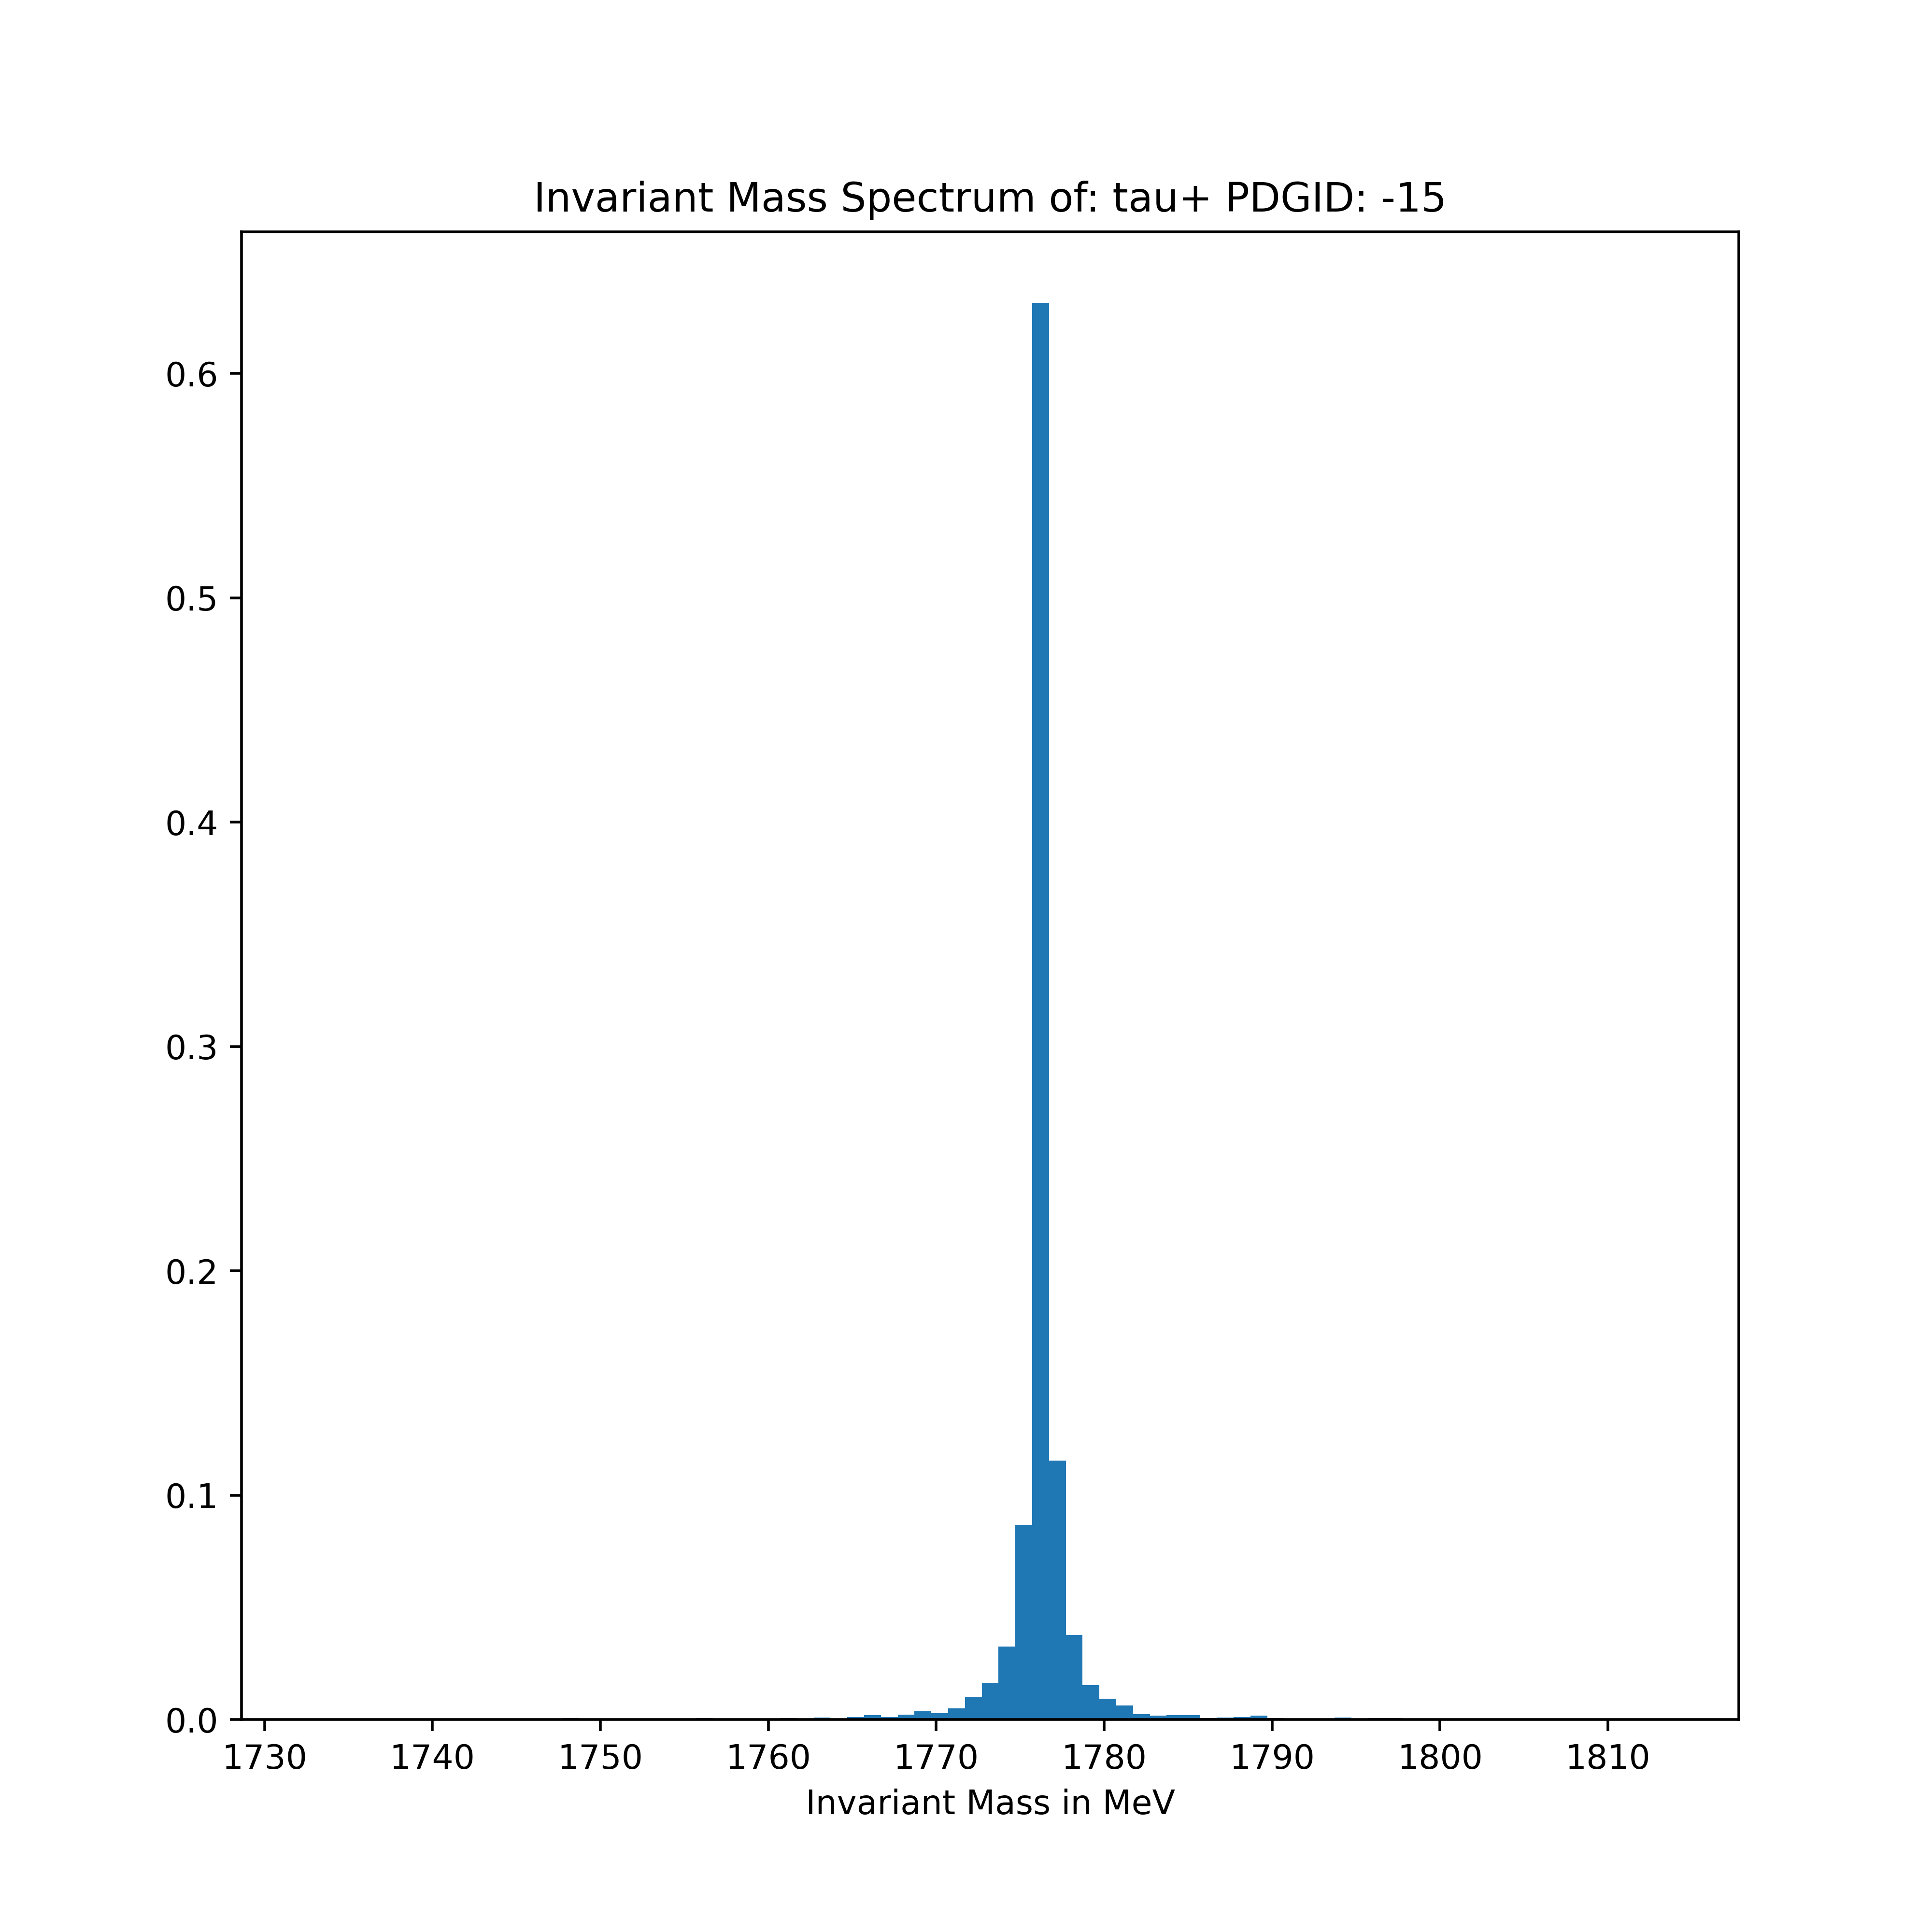 Invariant Mass Spectrum of: tau+ PDGID: -15
0.6
0.5
0.4
0.3
0.2
0.1
0.0
1730 1740 1750 1760 1770 1780 1790 1800 1810
Invariant Mass in MeV